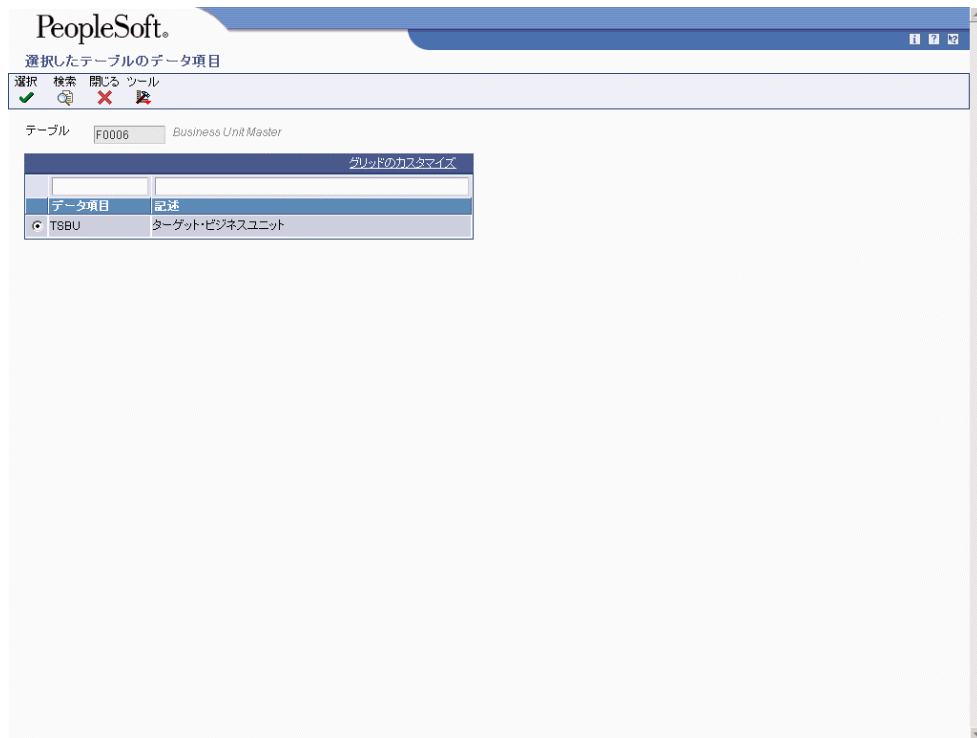 PeopleSoft.
選択したテーブルのデータ項目
選択 検索 閉じる ツール
テーブル F0006 Business Unit Master
グリッドのカスタマイズ
データ項目 記述
TSBU ターゲット・ビジネスユニット